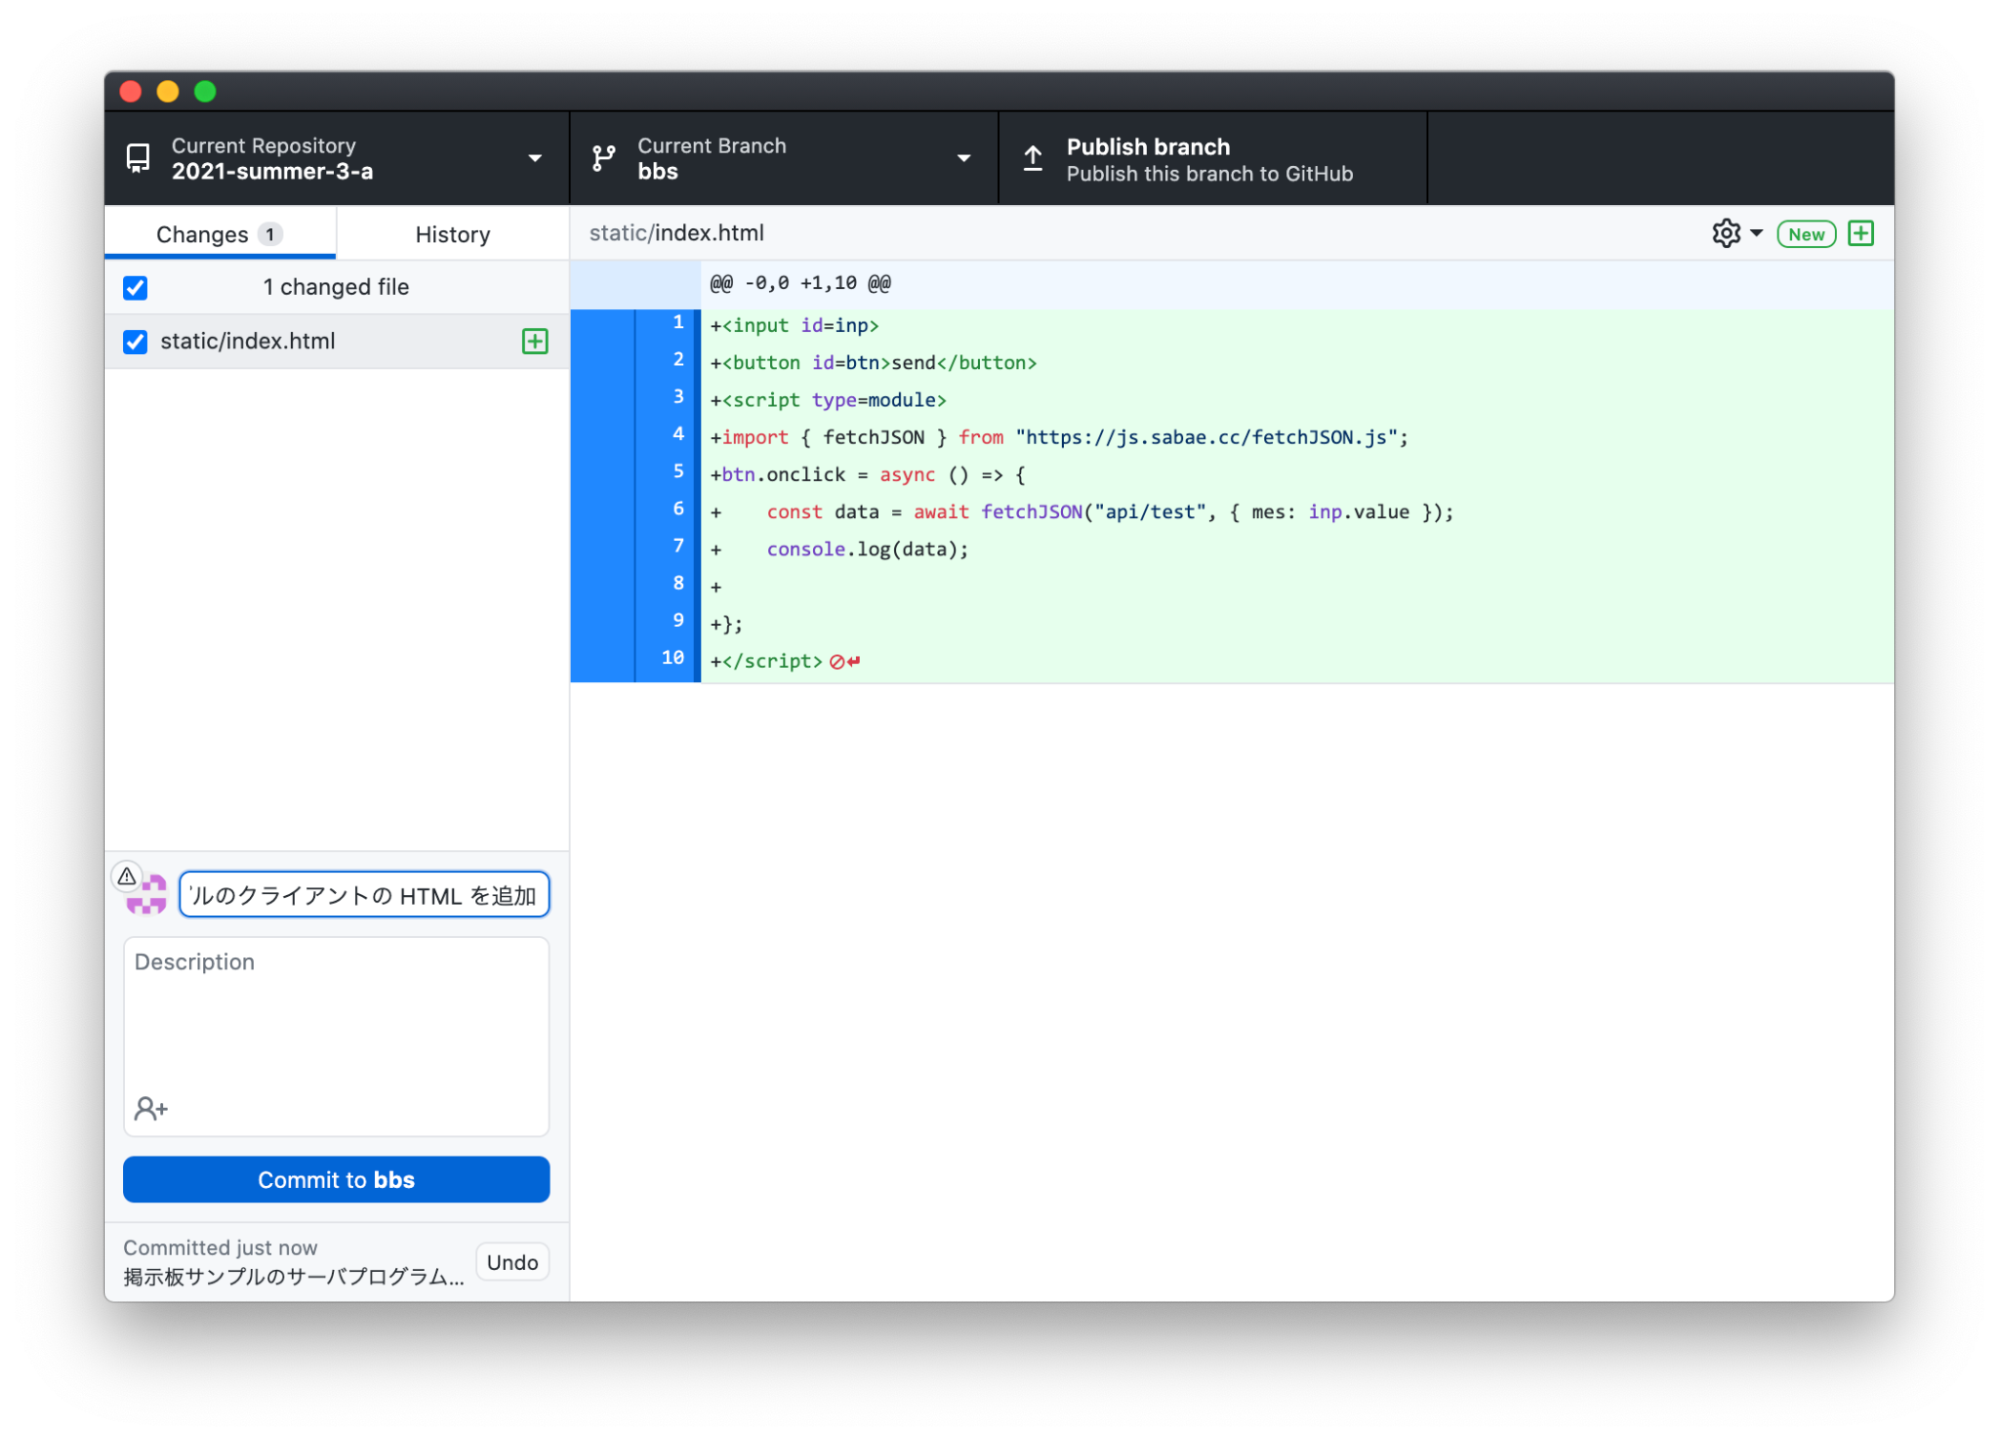 Current Repository
2021-summer-3-a
Current Branch
bbs
Publish branch
Publish this branch to GitHub
Changes 1
History
static/index.html
New
1 changed file
static/index.html
@@ -0,0 +1,10 @@
1 +<input id=inp>
2 +<button id=btn>send</button>
3 +<script type=module>
4 +import { fetchJSON } from "https://js.sabae.cc/fetchJSON.js";
5 +btn.onclick = async () => {
6 +    const data = await fetchJSON("api/test", { mes: inp.value });
7 +    console.log(data);
8 +
9 +};
10 +</script>
ルのクライアントの HTML を追加
Description
Commit to bbs
Committed just now
掲示板サンプルのサーバプログラム...
Undo